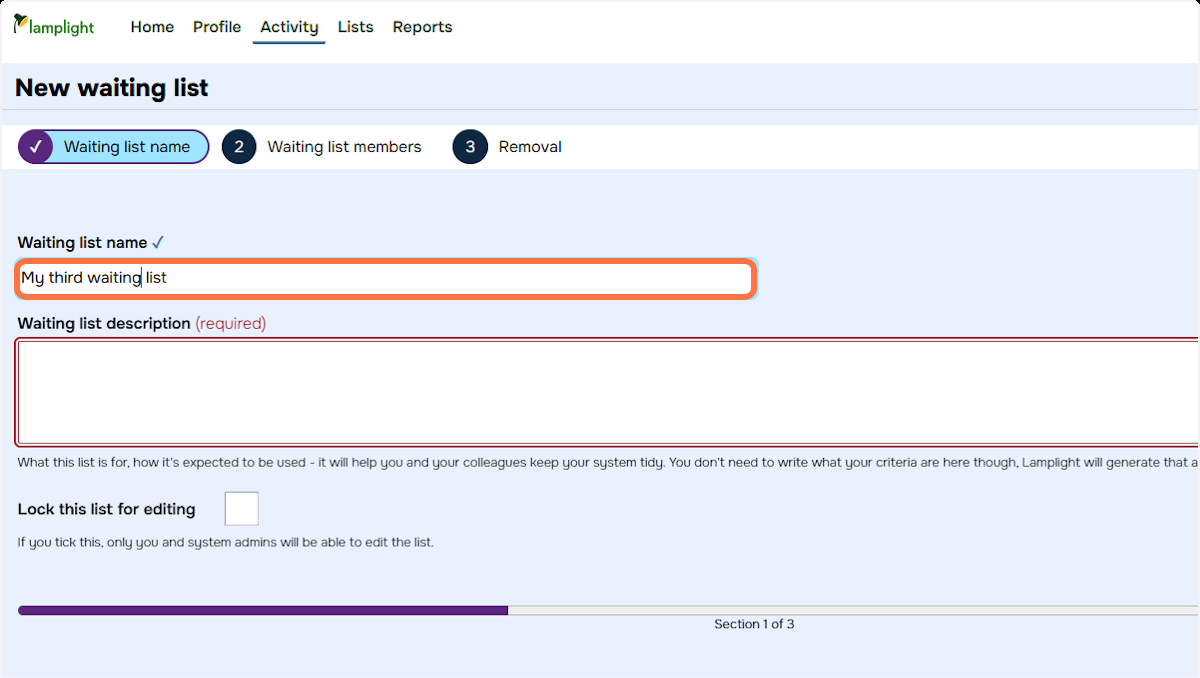 lamplight Home Profile Activity Lists Reports
New waiting list
✓ Waiting list name 2 Waiting list members 3 Removal
Waiting list name ✓
My third waiting list
Waiting list description (required)
What this list is for, how it's expected to be used - it will help you and your colleagues keep your system tidy. You don't need to write what your criteria are here though, Lamplight will generate that a
Lock this list for editing
If you tick this, only you and system admins will be able to edit the list.
Section 1 of 3